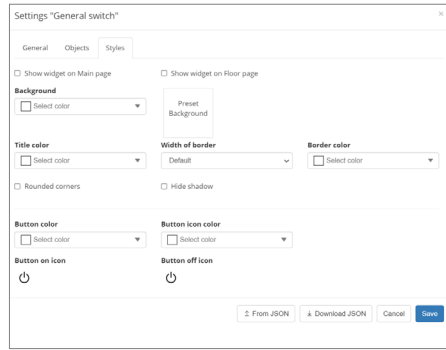 Settings "General switch"
×
General Objects Styles
Show widget on Main page Show widget on Floor page
Background
Select color
Preset
Background
Title color Width of border Border color
Select color Default Select color
Rounded corners Hide shadow
Button color Button icon color
Select color Select color
Button on icon Button off icon
From JSON Download JSON Cancel Save